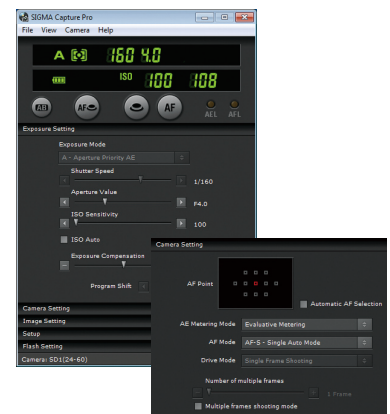 SIGMA Capture Pro
File View Camera Help
A 160 4.0
ISO 100 108
AB AF AF AEL AFL
Exposure Setting
Exposure Mode
A - Aperture Priority AE
Shutter Speed
1/160
Aperture Value
F4.0
ISO Sensitivity
100
ISO Auto
Exposure Compensation
Program Shift
Camera Setting
Image Setting
Setup
Flash Setting
Camera: SD1(24-60)
Camera Setting
AF Point
Automatic AF Selection
AE Metering Mode Evaluative Metering
AF Mode AF-S - Single Auto Mode
Drive Mode Single Frame Shooting
Number of multiple frames
1 Frame
Multiple frames shooting mode